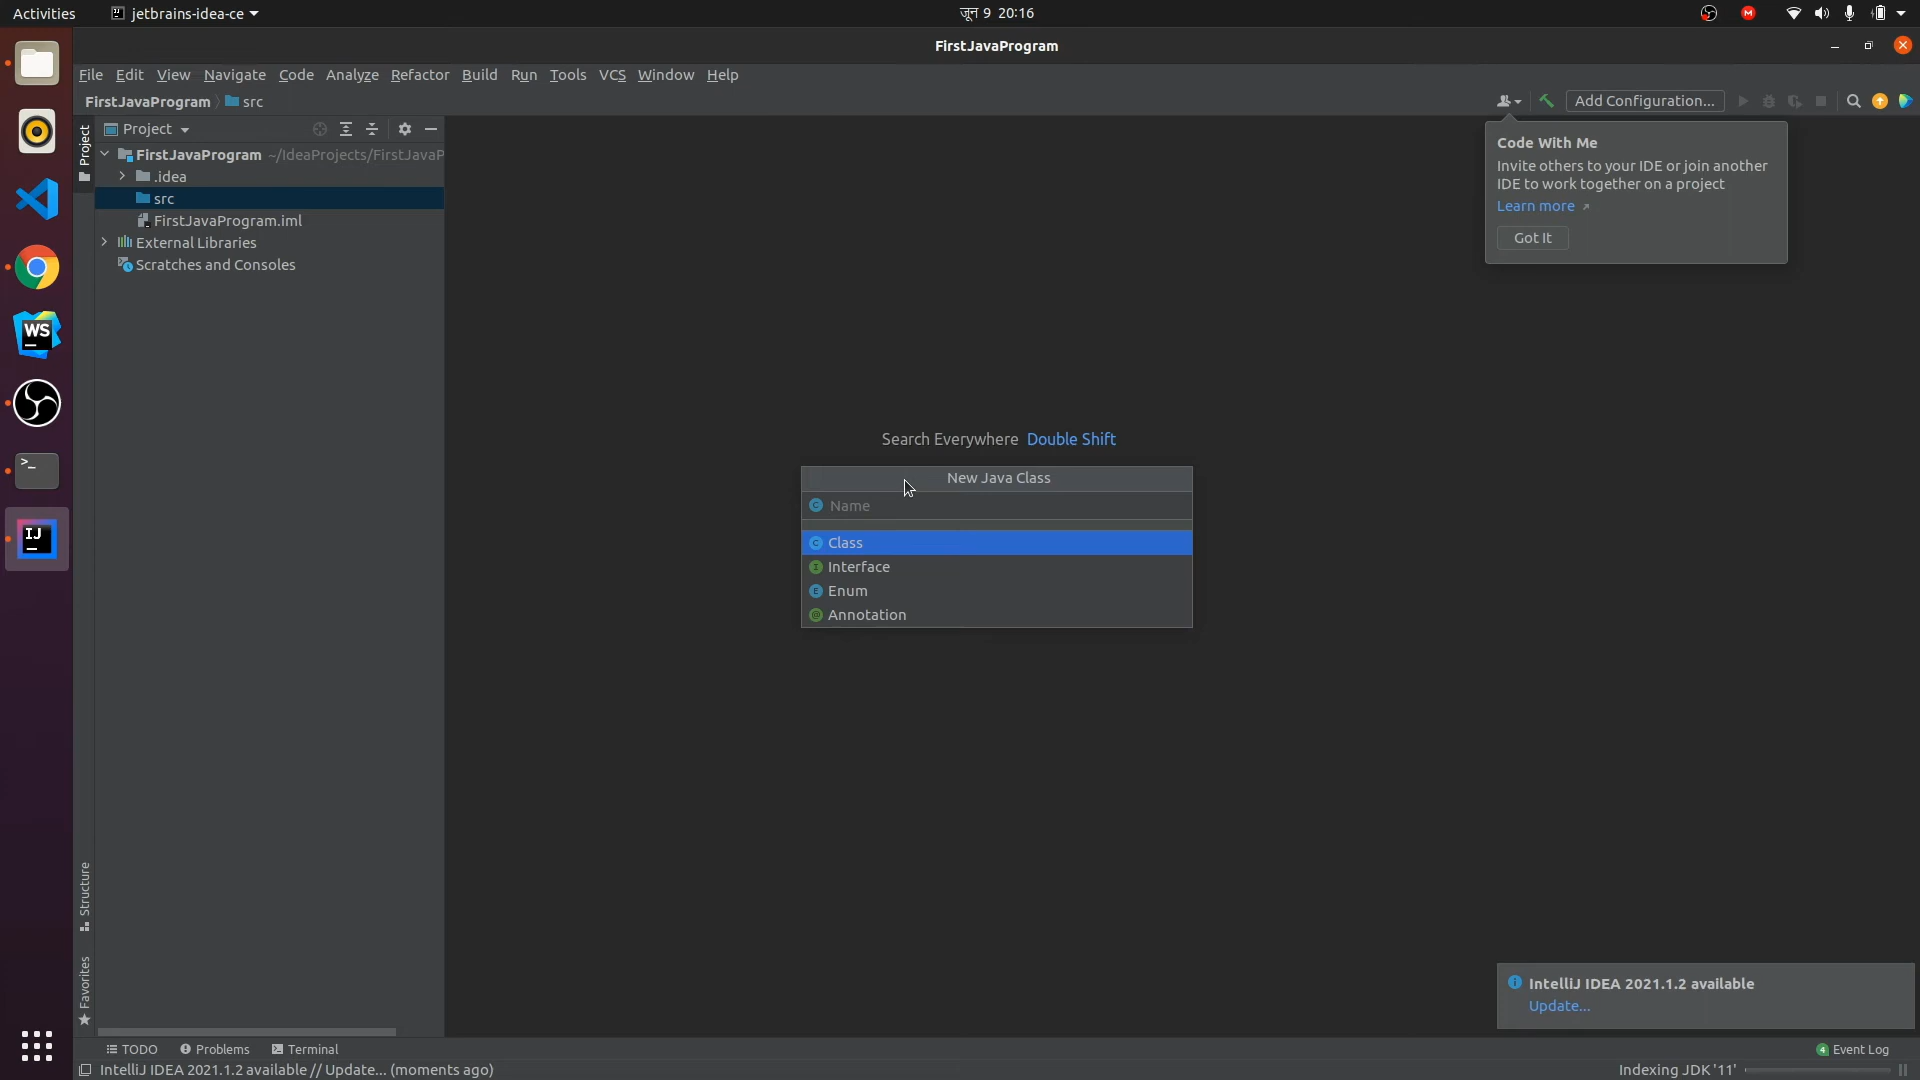 Activities
jetbrains-idea-ce
जून 9 20:16
FirstJavaProgram
File Edit View Navigate Code Analyze Refactor Build Run Tools VCS Window Help
FirstJavaProgram src
Add Configuration...
Project
Project
FirstJavaProgram ~/IdeaProjects/FirstJavaP
.idea
src
FirstJavaProgram.iml
External Libraries
Scratches and Consoles
Code With Me
Invite others to your IDE or join another
IDE to work together on a project
Learn more
Got It
WS
Search Everywhere Double Shift
New Java Class
Name
C Class
I Interface
E Enum
@ Annotation
IJ
Structure
Favorites
IntelliJ IDEA 2021.1.2 available
Update...
TODO Problems Terminal
4 Event Log
IntelliJ IDEA 2021.1.2 available // Update... (moments ago)
Indexing JDK '11'